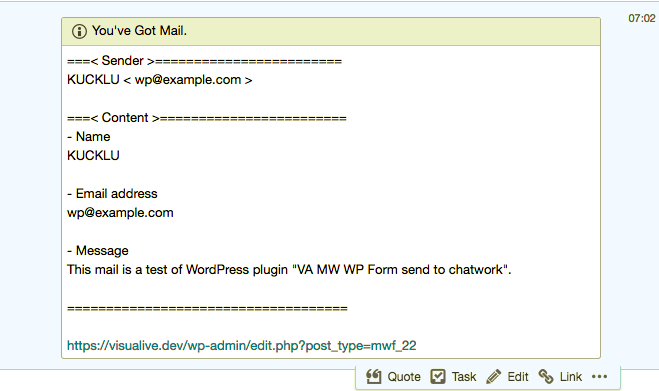 07:02
You've Got Mail.
===< Sender >========================
KUCKLU < wp@example.com >
===< Content >========================
- Name
KUCKLU
- Email address
wp@example.com
- Message
This mail is a test of WordPress plugin "VA MW WP Form send to chatwork".
====================================
https://visualive.dev/wp-admin/edit.php?post_type=mwf_22
Quote Task Edit Link •••